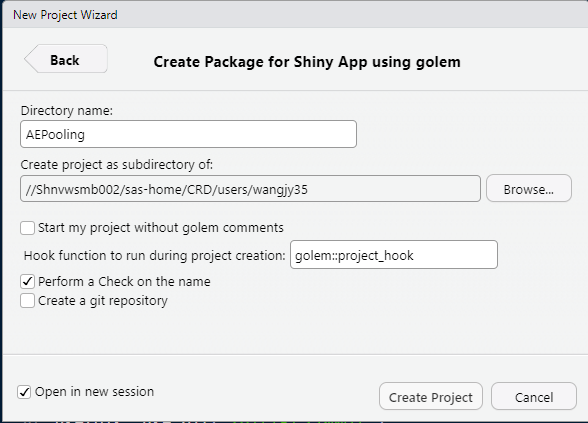 New Project Wizard
Back
Create Package for Shiny App using golem
Directory name:
AEPooling
Create project as subdirectory of:
//Shnvwsmb002/sas-home/CRD/users/wangjy35
Browse...
Start my project without golem comments
Hook function to run during project creation:
golem::project_hook
Perform a Check on the name
Create a git repository
Open in new session
Create Project
Cancel